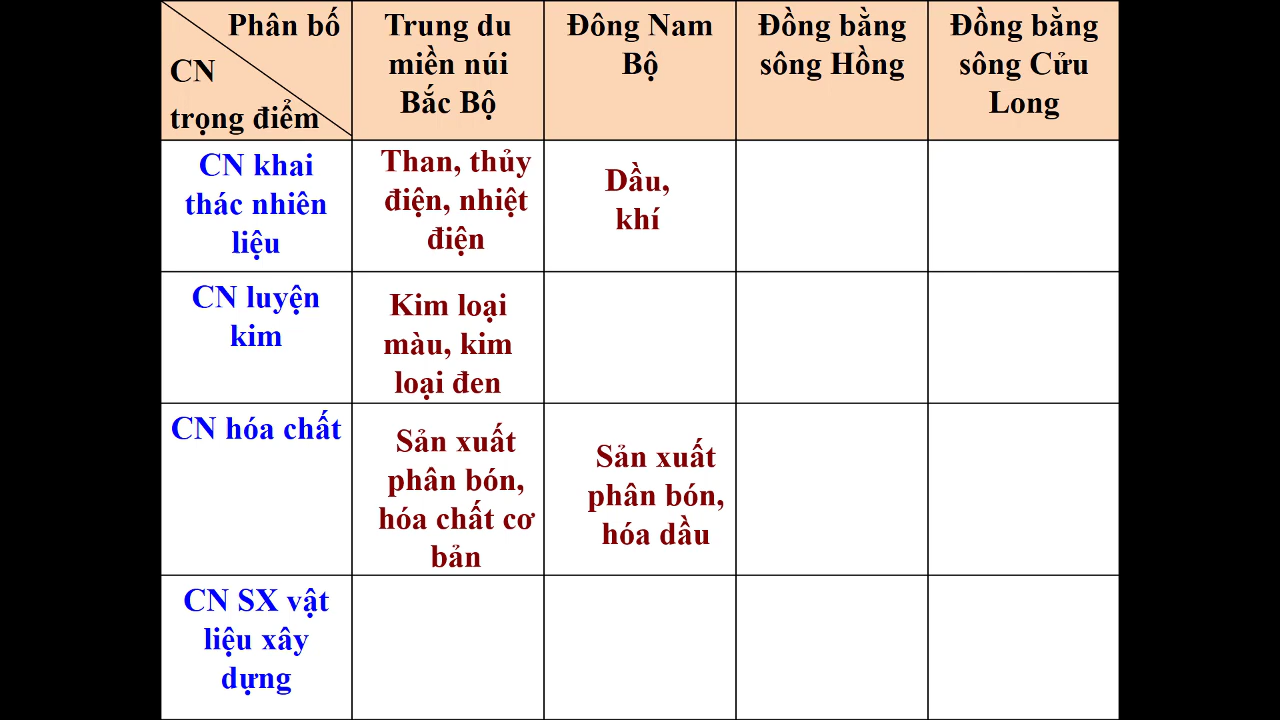 Phân bố
CN
trọng điểm
Trung du
miền núi
Bắc Bộ
Đông Nam
Bộ
Đồng bằng
sông Hồng
Đồng bằng
sông Cửu
Long
CN khai
thác nhiên
liệu
Than, thủy
điện, nhiệt
điện
Dầu,
khí
CN luyện
kim
Kim loại
màu, kim
loại đen
CN hóa chất
Sản xuất
phân bón,
hóa chất cơ
bản
Sản xuất
phân bón,
hóa dầu
CN SX vật
liệu xây
dựng